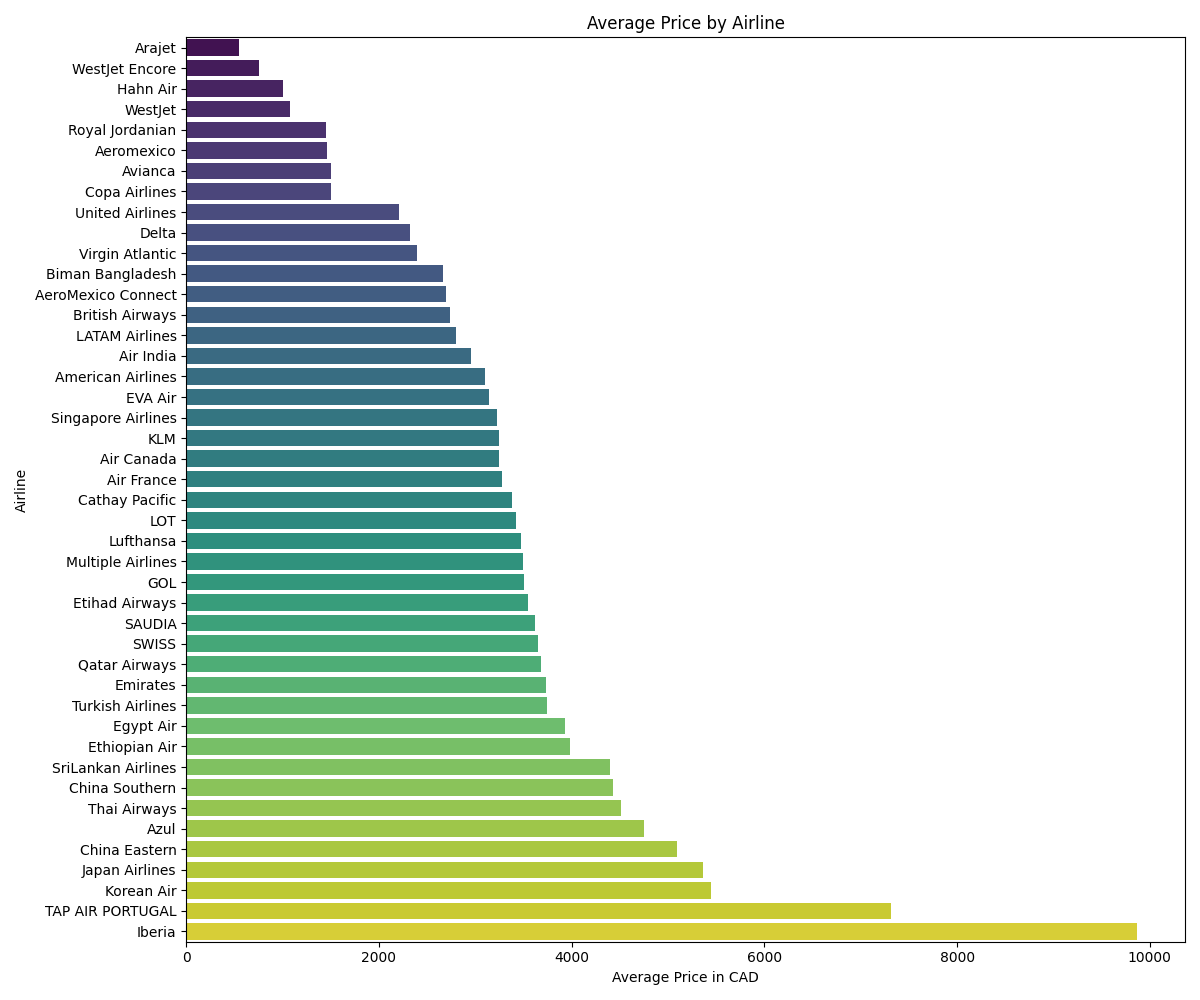 Average Price by Airline
Arajet
WestJet Encore
Hahn Air
WestJet
Royal Jordanian
Aeromexico
Avianca
Copa Airlines
United Airlines
Delta
Virgin Atlantic
Biman Bangladesh
AeroMexico Connect
British Airways
LATAM Airlines
Air India
American Airlines
EVA Air
Singapore Airlines
KLM
Air Canada
Air France
Cathay Pacific
LOT
Lufthansa
Multiple Airlines
GOL
Etihad Airways
SAUDIA
SWISS
Qatar Airways
Emirates
Turkish Airlines
Egypt Air
Ethiopian Air
SriLankan Airlines
China Southern
Thai Airways
Azul
China Eastern
Japan Airlines
Korean Air
TAP AIR PORTUGAL
Iberia
Airline
0 2000 4000 6000 8000 10000
Average Price in CAD